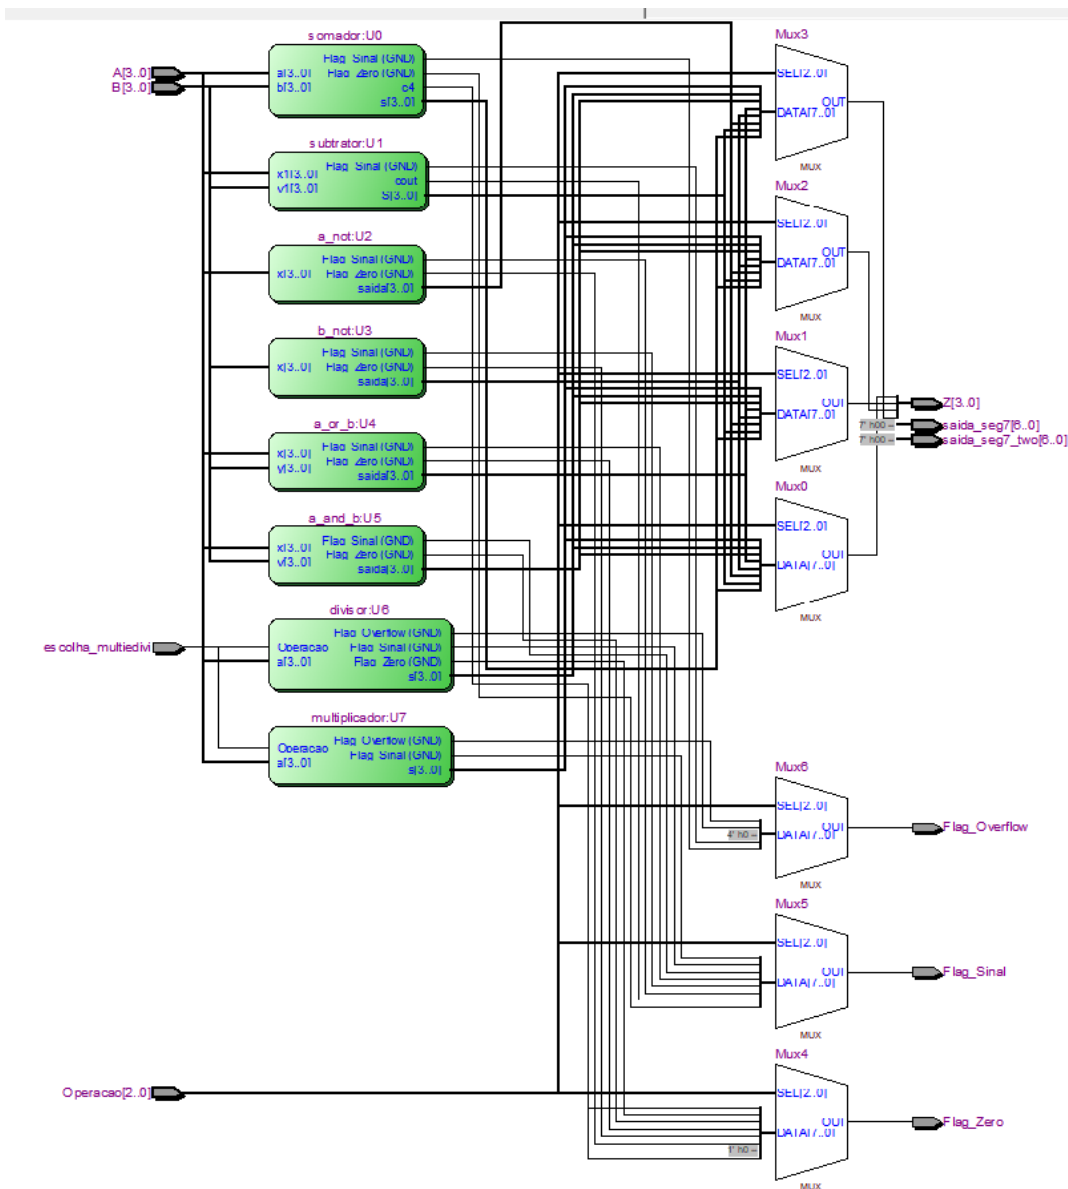 somador:U0
A[3..0]
B[3..0]
a[3..0]
b[3..0]
Flag_Sinal (GND)
Flag_Zero (GND)
c4
s[3..0]
subtrator:U1
x1[3..0]
y1[3..0]
Flag_Sinal (GND)
cout
S[3..0]
a_not:U2
x[3..0]
Flag_Sinal (GND)
Flag_Zero (GND)
saida[3..0]
b_not:U3
x[3..0]
Flag_Sinal (GND)
Flag_Zero (GND)
saida[3..0]
a_or_b:U4
x[3..0]
y[3..0]
Flag_Sinal (GND)
Flag_Zero (GND)
saida[3..0]
a_and_b:U5
x[3..0]
y[3..0]
Flag_Sinal (GND)
Flag_Zero (GND)
saida[3..0]
divisor:U6
escolha_multiedivi
Operacao
a[3..0]
Flag_Overflow (GND)
Flag_Sinal (GND)
Flag_Zero (GND)
s[3..0]
multiplicador:U7
Operacao
a[3..0]
Flag_Overflow (GND)
Flag_Sinal (GND)
s[3..0]
Operacao[2..0]
Mux3
SEL[2..0]
DATA[7..0]
OUT
MUX
Mux2
SEL[2..0]
DATA[7..0]
OUT
MUX
Mux1
SEL[2..0]
DATA[7..0]
OUT
MUX
Mux0
SEL[2..0]
DATA[7..0]
OUT
MUX
Z[3..0]
7' h00 --
saida_seg7[6..0]
7' h00 --
saida_seg7_two[6..0]
Mux6
SEL[2..0]
4' h0 --
DATA[7..0]
OUT
MUX
Flag_Overflow
Mux5
SEL[2..0]
DATA[7..0]
OUT
MUX
Flag_Sinal
Mux4
SEL[2..0]
1' h0 --
DATA[7..0]
OUT
MUX
Flag_Zero